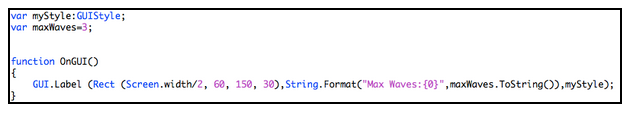 var myStyle:GUIStyle;
var maxWaves=3;
function OnGUI()
{
GUI.Label (Rect (Screen.width/2, 60, 150, 30),String.Format("Max Waves:{0}",maxWaves.ToString()),myStyle);
}